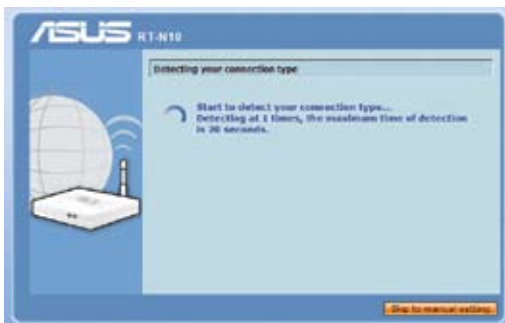 ASUS RT-N10
Detecting your connection type
Start to detect your connection type...
Detecting at 1 times, the maximum time of detection
is 20 seconds.
Skip to manual setting